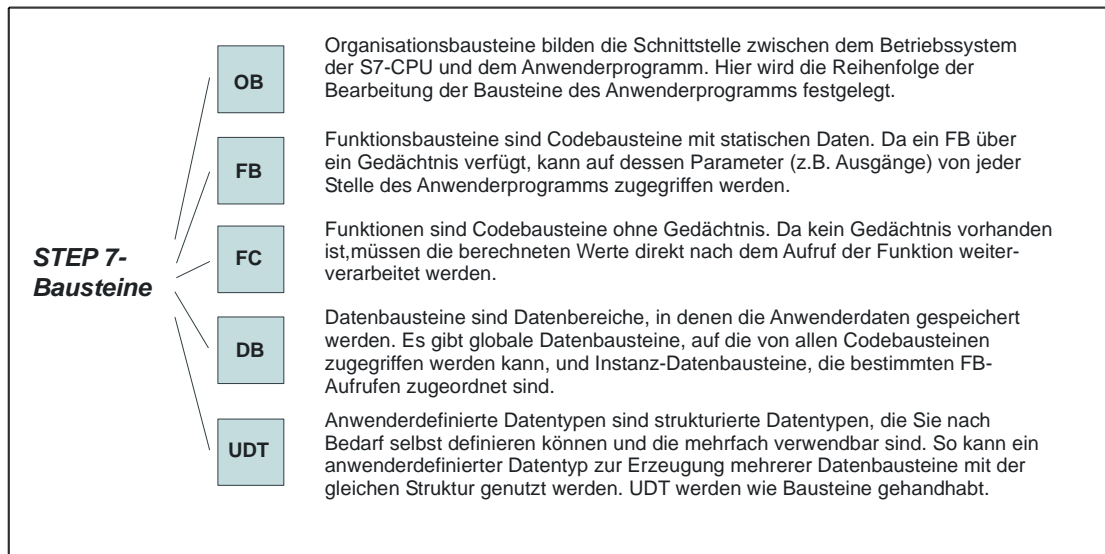 STEP 7-
Bausteine
OB
Organisationsbausteine bilden die Schnittstelle zwischen dem Betriebssystem
der S7-CPU und dem Anwenderprogramm. Hier wird die Reihenfolge der
Bearbeitung der Bausteine des Anwenderprogramms festgelegt.
FB
Funktionsbausteine sind Codebausteine mit statischen Daten. Da ein FB über
ein Gedächtnis verfügt, kann auf dessen Parameter (z.B. Ausgänge) von jeder
Stelle des Anwenderprogramms zugegriffen werden.
FC
Funktionen sind Codebausteine ohne Gedächtnis. Da kein Gedächtnis vorhanden
ist,müssen die berechneten Werte direkt nach dem Aufruf der Funktion weiter-
verarbeitet werden.
DB
Datenbausteine sind Datenbereiche, in denen die Anwenderdaten gespeichert
werden. Es gibt globale Datenbausteine, auf die von allen Codebausteinen
zugegriffen werden kann, und Instanz-Datenbausteine, die bestimmten FB-
Aufrufen zugeordnet sind.
UDT
Anwenderdefinierte Datentypen sind strukturierte Datentypen, die Sie nach
Bedarf selbst definieren können und die mehrfach verwendbar sind. So kann ein
anwenderdefinierter Datentyp zur Erzeugung mehrerer Datenbausteine mit der
gleichen Struktur genutzt werden. UDT werden wie Bausteine gehandhabt.